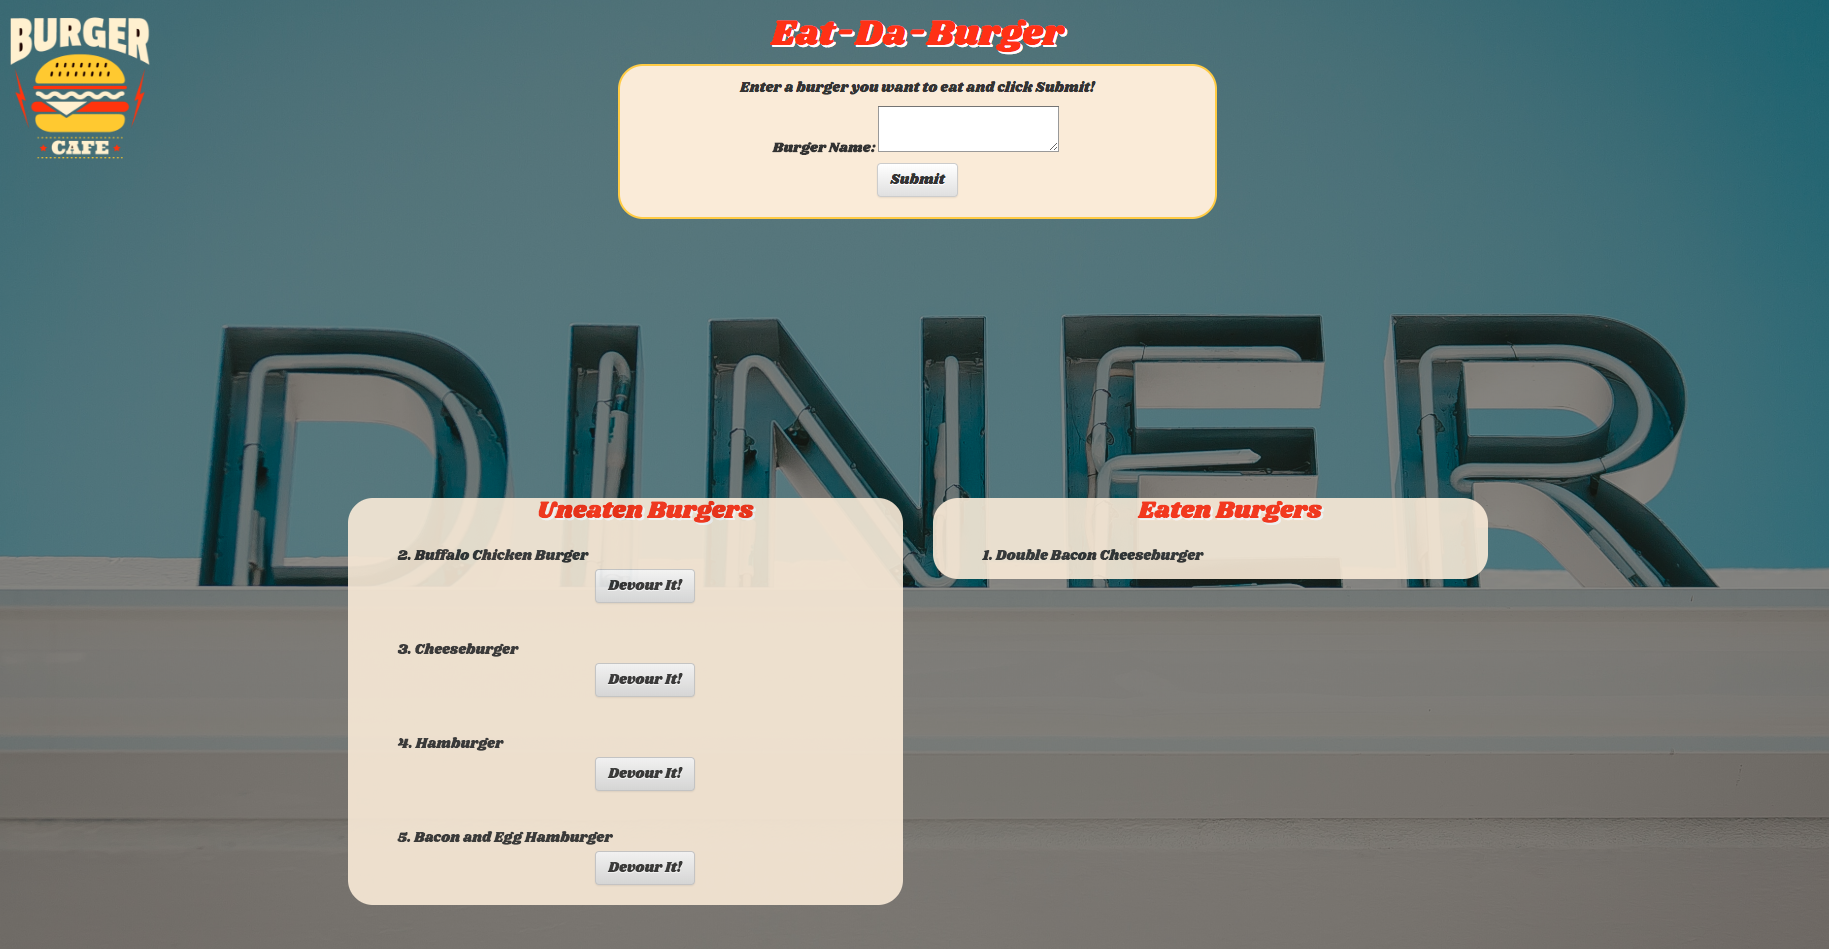 BURGER
CAFE
Eat-Da-Burger
Enter a burger you want to eat and click Submit!
Burger Name:
Submit
DINER
Uneaten Burgers
2. Buffalo Chicken Burger
Devour It!
3. Cheeseburger
Devour It!
4. Hamburger
Devour It!
5. Bacon and Egg Hamburger
Devour It!
Eaten Burgers
1. Double Bacon Cheeseburger